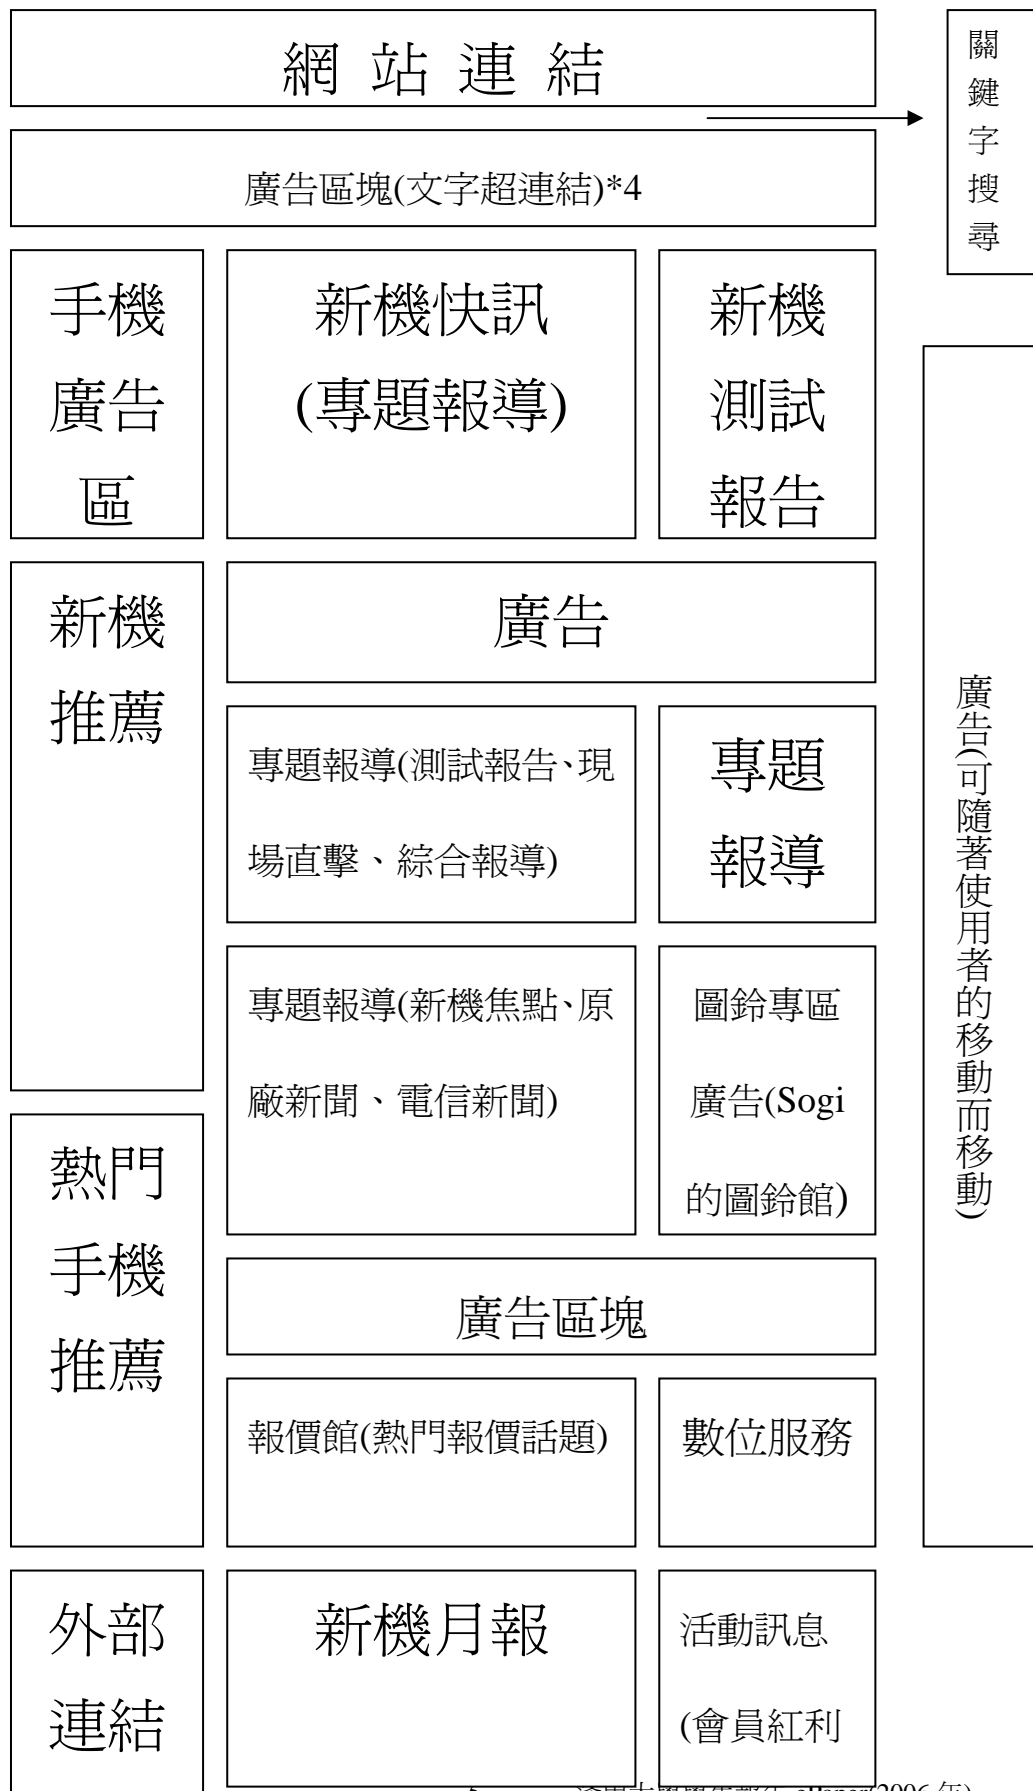 網 站 連 結
關
鍵
字
搜
尋
廣告區塊(文字超連結)*4
手機
廣告
區
新機快訊
(專題報導)
新機
測試
報告
新機
推薦
廣告
專題報導(測試報告、現
場直擊、綜合報導)
專題
報導
廣告(可隨著使用者的移動而移動)
專題報導(新機焦點、原
廠新聞、電信新聞)
圖鈴專區
廣告(Sogi
的圖鈴館)
熱門
手機
推薦
廣告區塊
報價館(熱門報價話題)
數位服務
外部
連結
新機月報
活動訊息
(會員紅利
(2006 年)